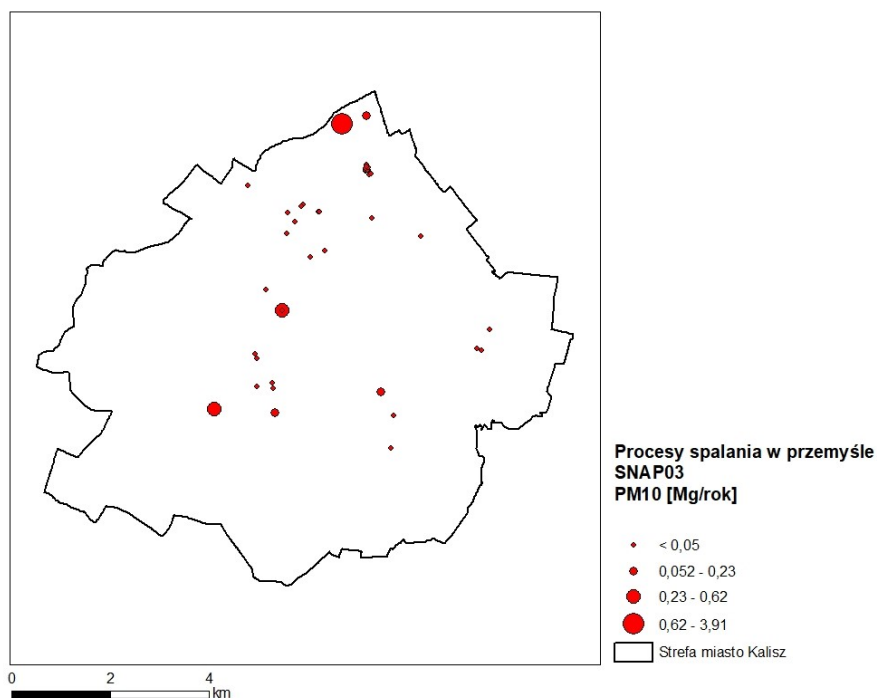 Procesy spalania w przemyśle
SNAP03
PM10 [Mg/rok]
< 0,05
0,052 - 0,23
0,23 - 0,62
0,62 - 3,91
Strefa miasto Kalisz
0 2 4
km